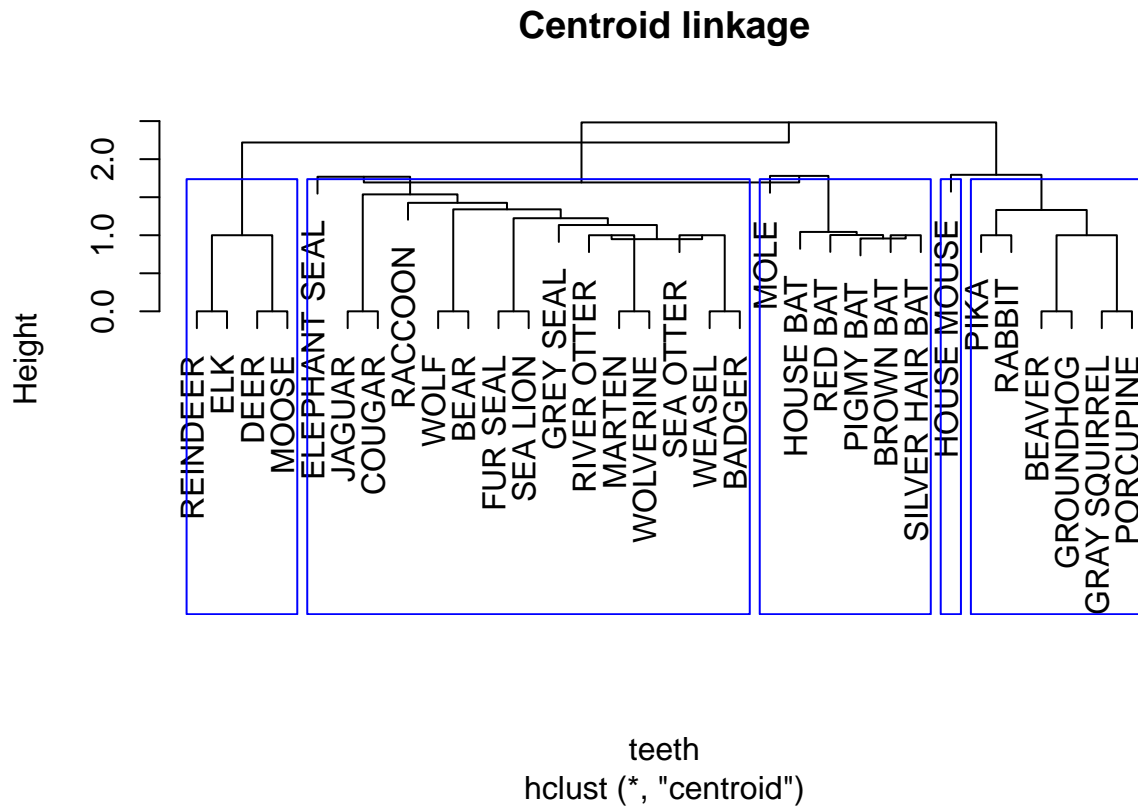 Centroid linkage
Height
0.0
1.0
2.0
REINDEER
ELK
DEER
MOOSE
ELEPHANT SEAL
JAGUAR
COUGAR
RACCOON
WOLF
BEAR
FUR SEAL
SEA LION
GREY SEAL
RIVER OTTER
MARTEN
WOLVERINE
SEA OTTER
WEASEL
BADGER
MOLE
HOUSE BAT
RED BAT
PIGMY BAT
BROWN BAT
SILVER HAIR BAT
HOUSE MOUSE
PIKA
RABBIT
BEAVER
GROUNDHOG
GRAY SQUIRREL
PORCUPINE
teeth
hclust (*, "centroid")